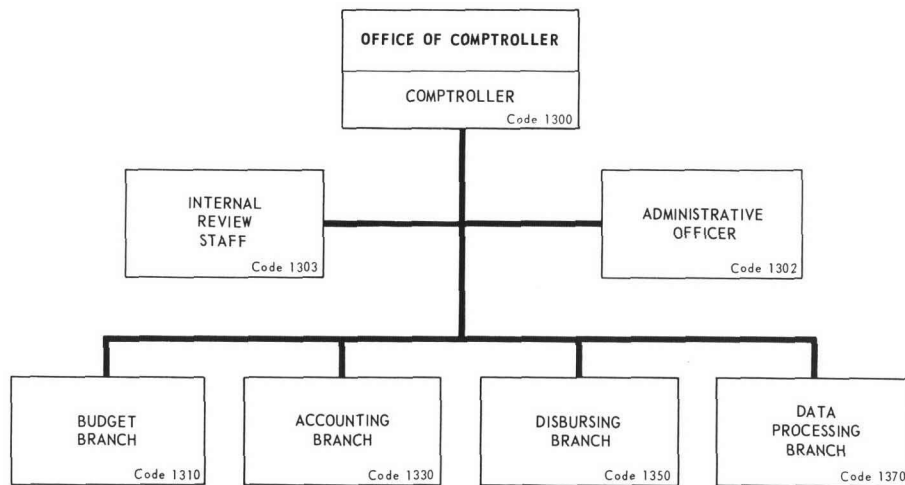 OFFICE OF COMPTROLLER
COMPTROLLER
Code 1300
INTERNAL
REVIEW
STAFF
Code 1303
ADMINISTRATIVE
OFFICER
Code 1302
BUDGET
BRANCH
Code 1310
ACCOUNTING
BRANCH
Code 1330
DISBURSING
BRANCH
Code 1350
DATA
PROCESSING
BRANCH
Code 1370